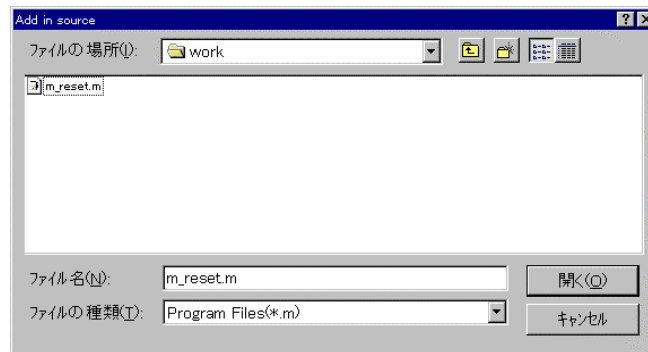 Add in source
ファイルの場所(I): work
m_reset.m
ファイル名(N): m_reset.m 開く(O)
ファイルの種類(T): Program Files(*.m) キャンセル